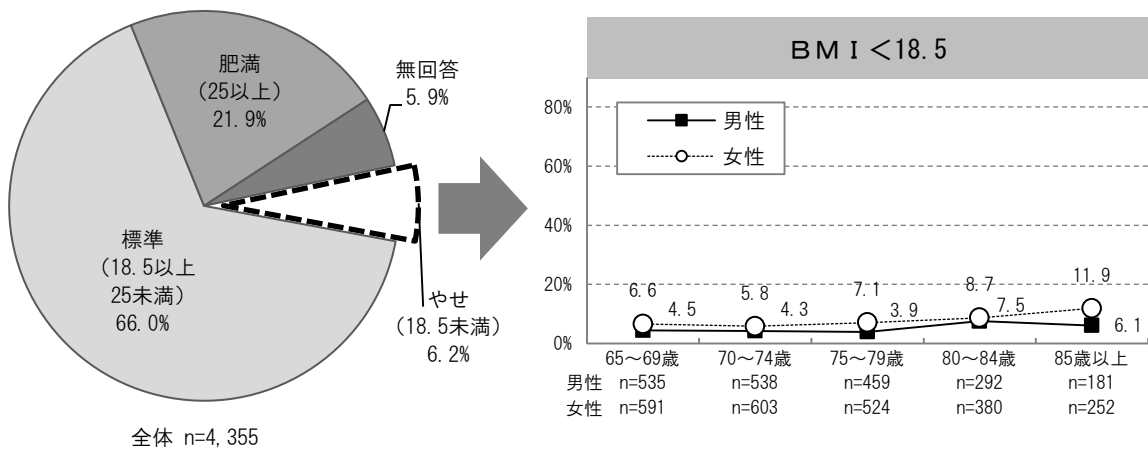 肥満
(25以上)
21.9%
無回答
5.9%
標準
(18.5以上
25未満)
66.0%
やせ
(18.5未満)
6.2%
全体 n=4,355
ＢＭＩ＜18.5
男性
女性
80%
60%
40%
20%
0%
6.6 4.5 5.8 4.3 7.1 3.9 8.7 7.5 11.9 6.1
65～69歳 70～74歳 75～79歳 80～84歳 85歳以上
男性 n=535 n=538 n=459 n=292 n=181
女性 n=591 n=603 n=524 n=380 n=252